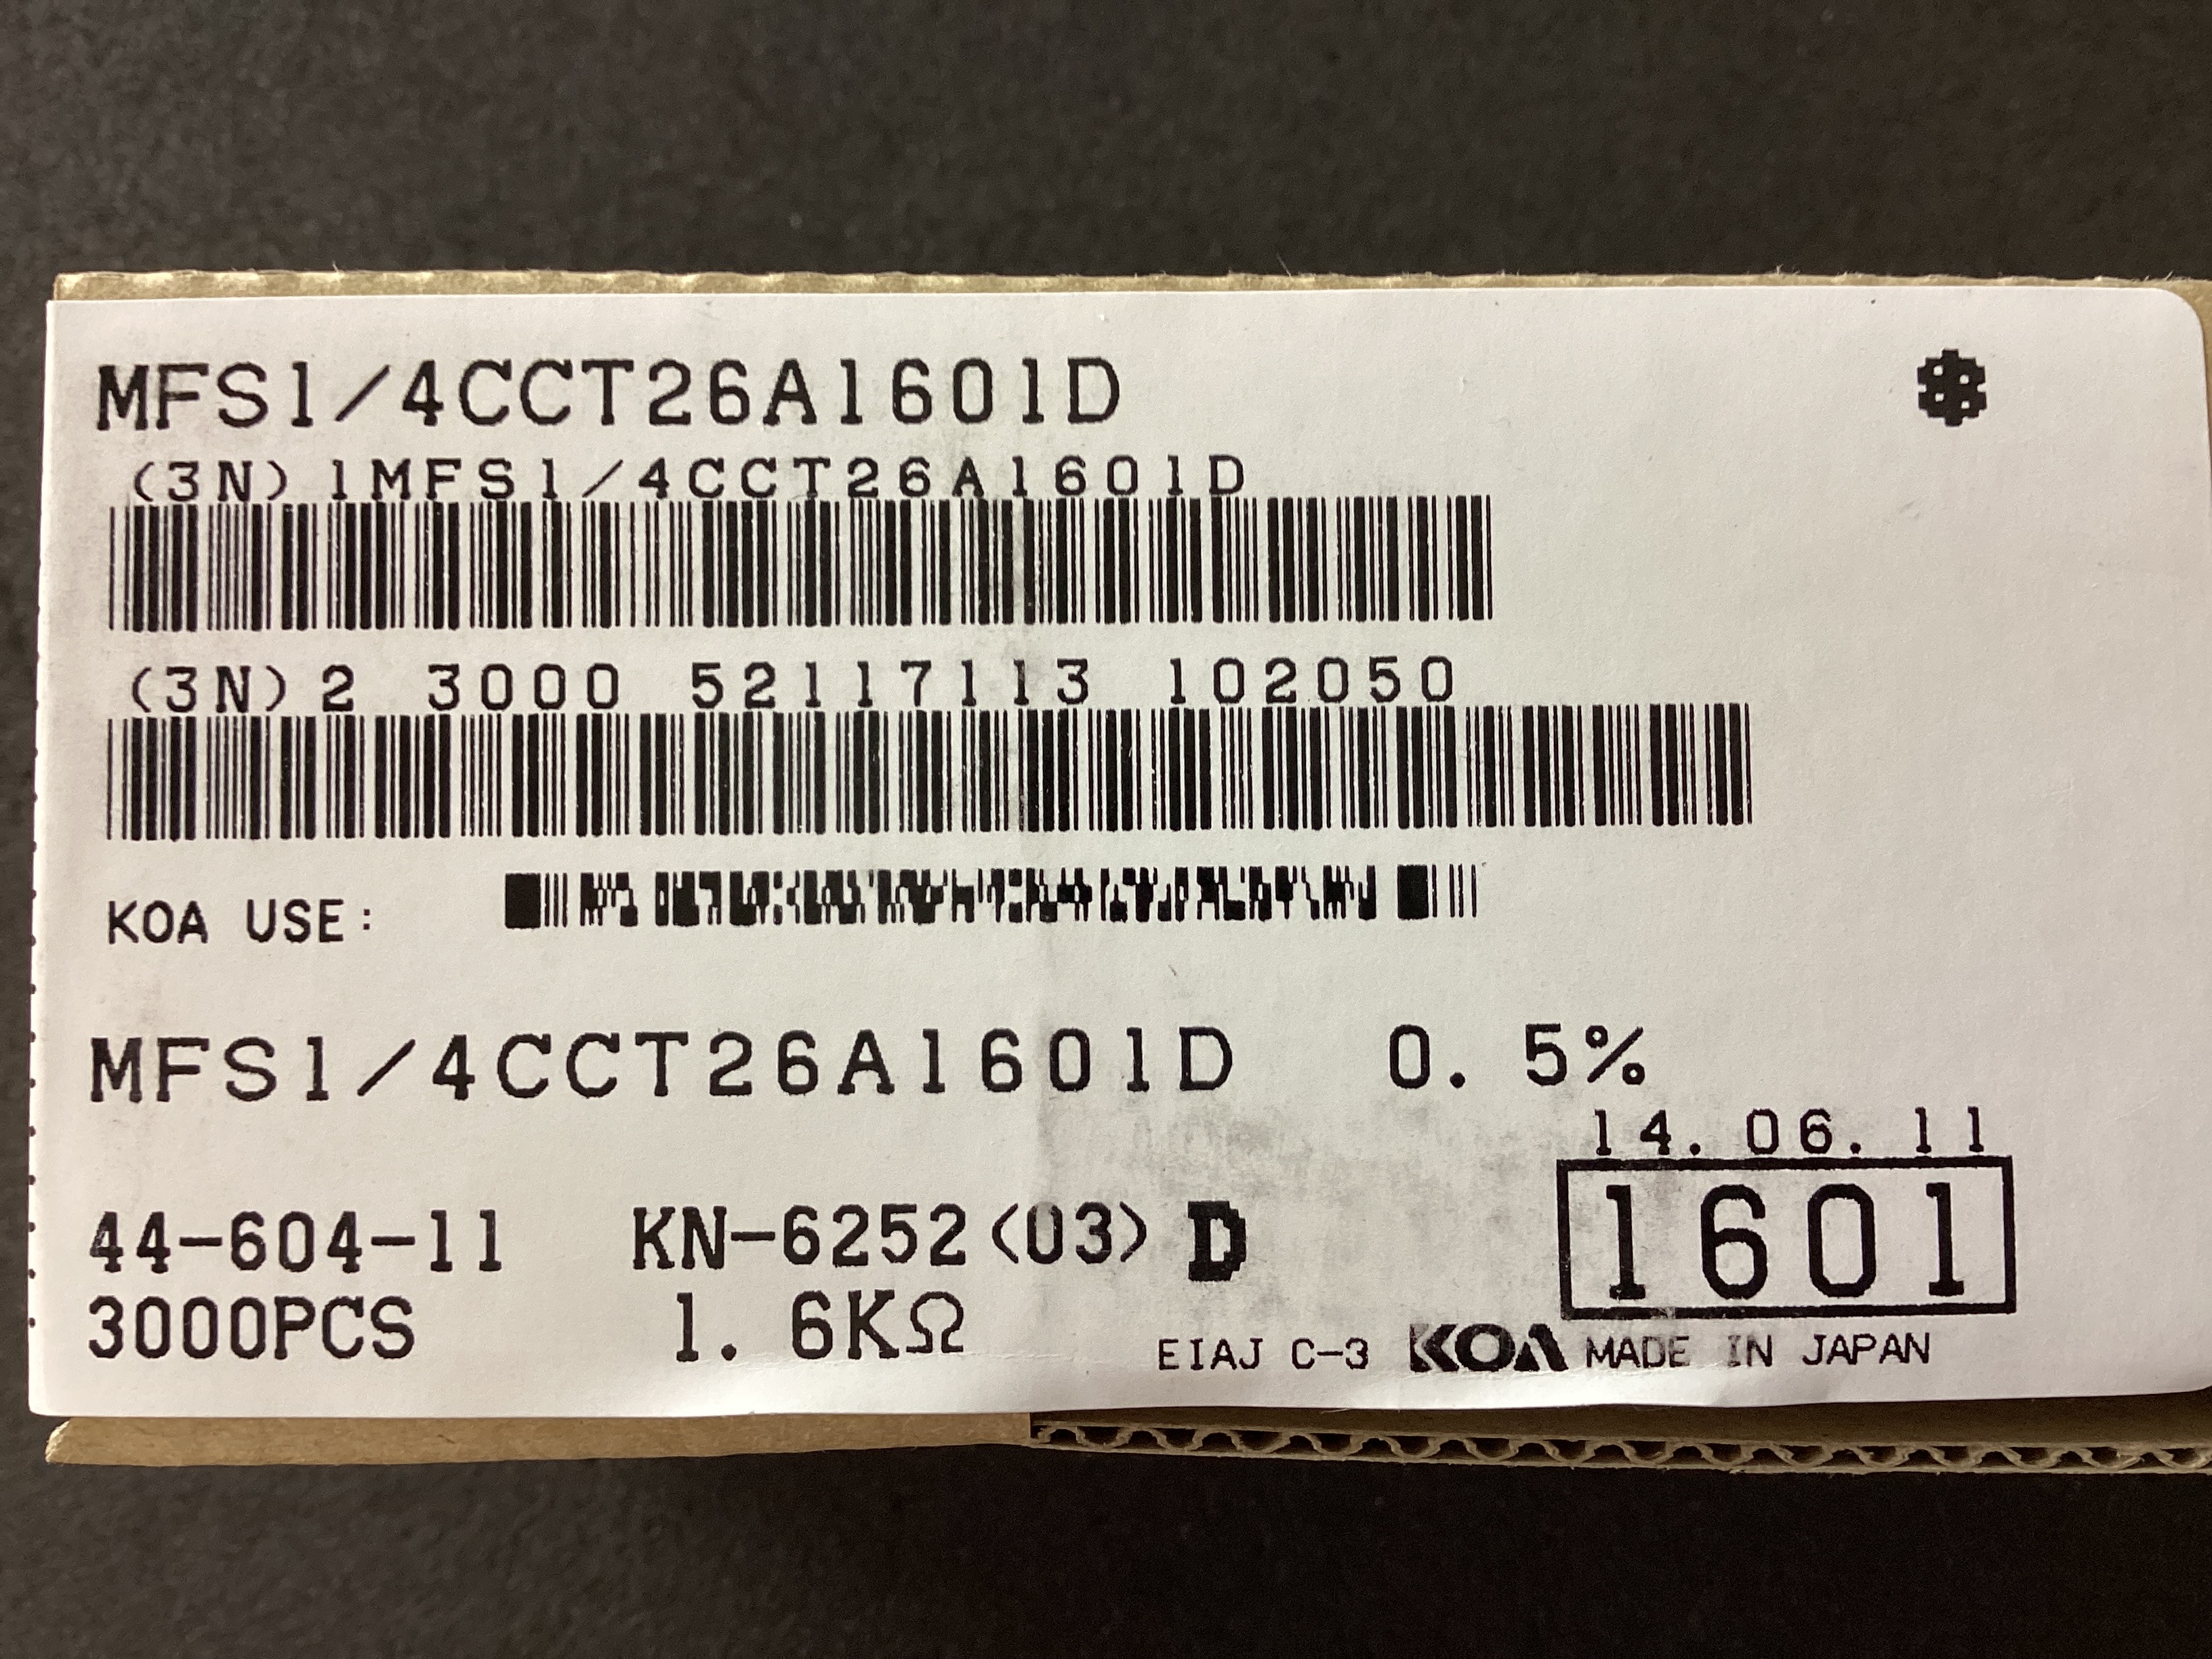 MFS1/4CCT26A1601D
(3N) 1MFS1/4CCT26A1601D
(3N) 2 3000 52117113 102050
KOA USE:
MFS1/4CCT26A1601D 0.5%
14.06.11
1601
44-604-11 KN-6252(03) D
3000PCS 1.6KΩ
EIAJ C-3 KOA MADE IN JAPAN